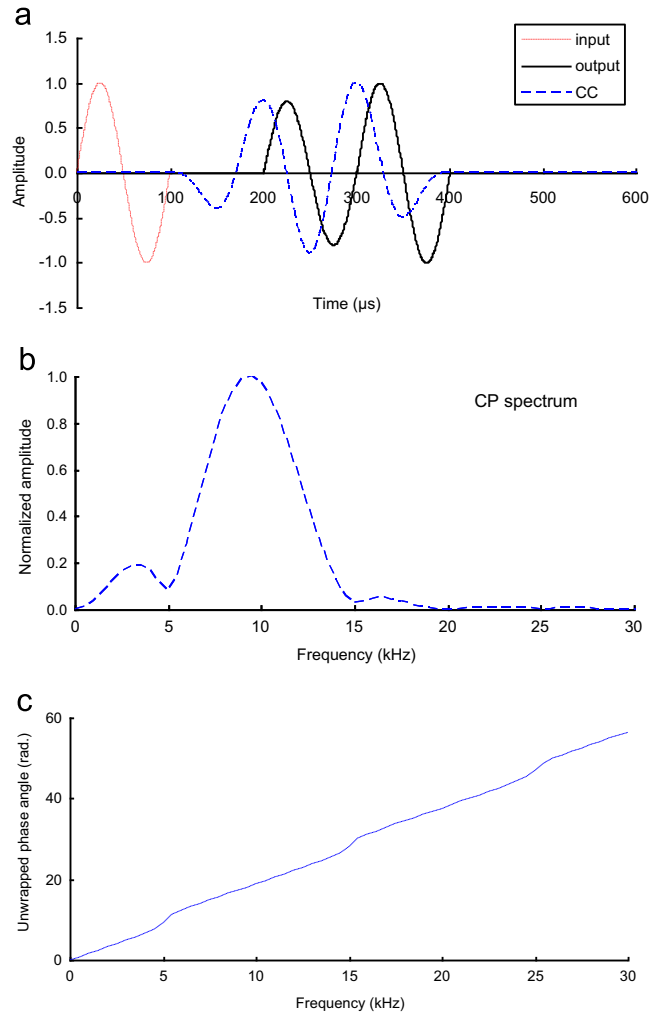 a
Amplitude
1.5
1.0
0.5
0.0
-0.5
-1.0
-1.5
0 100 200 300 400 500 600
Time (µs)
input
output
CC
b
Normalized amplitude
1.0
0.8
0.6
0.4
0.2
0.0
CP spectrum
0 5 10 15 20 25 30
Frequency (kHz)
c
Unwrapped phase angle (rad.)
60
40
20
0
0 5 10 15 20 25 30
Frequency (kHz)